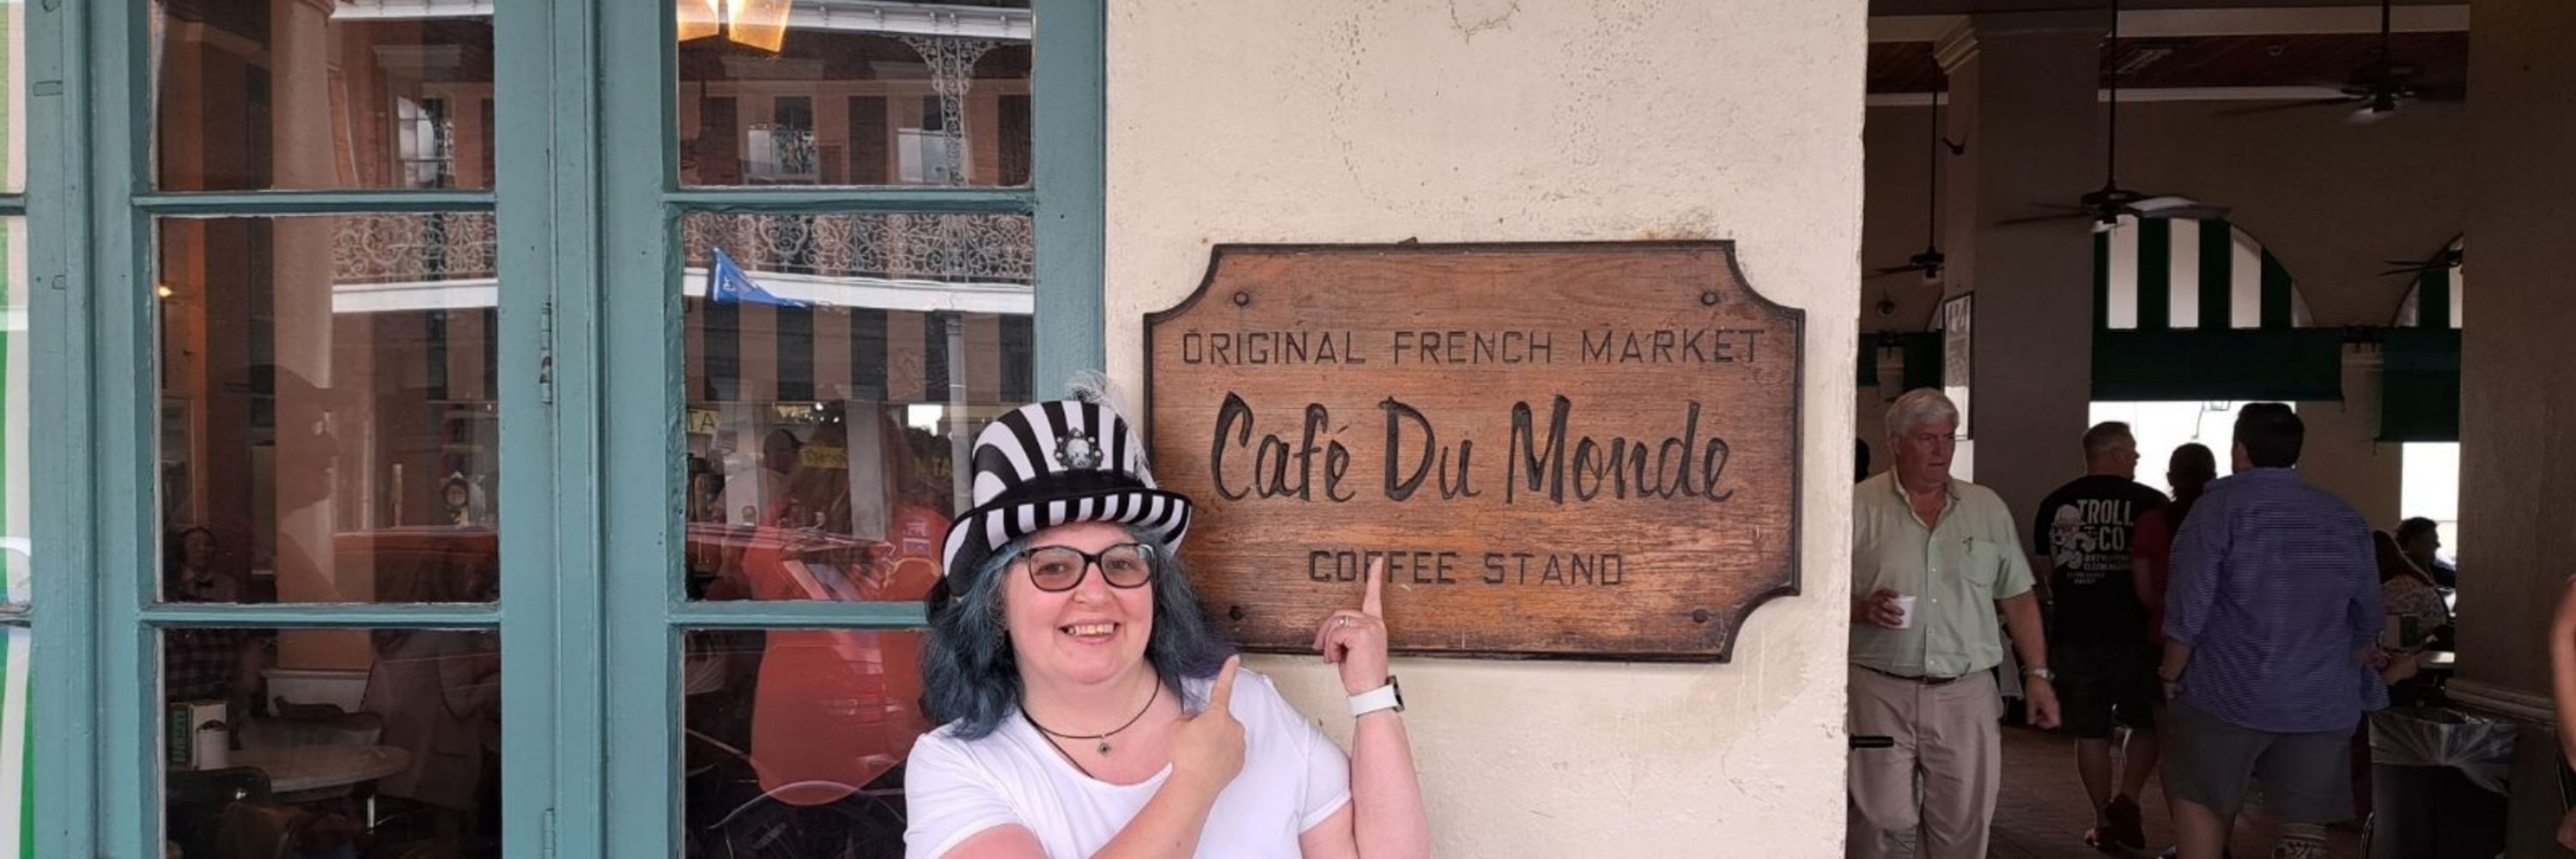 ORIGINAL FRENCH MARKET
Café Du Monde
COFFEE STAND
TROLL
CO